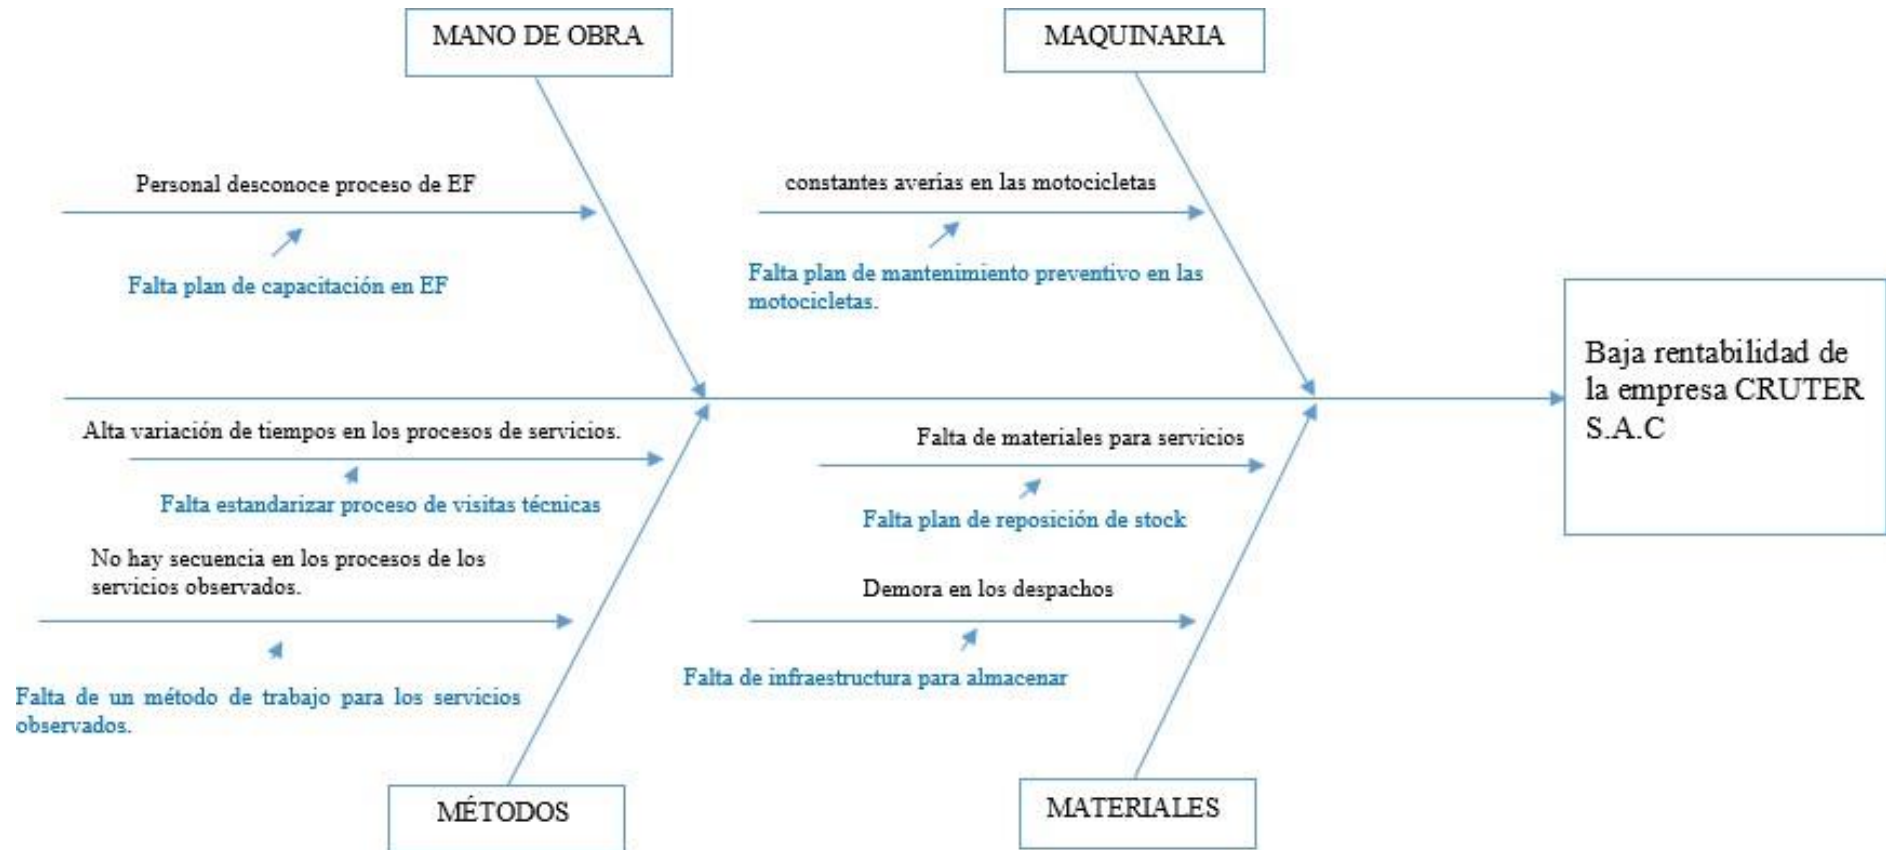 MANO DE OBRA
MAQUINARIA
Personal desconoce proceso de EF
constantes averías en las motocicletas
Falta plan de capacitación en EF
Falta plan de mantenimiento preventivo en las
motocicletas.
Baja rentabilidad de
la empresa CRUTER
S.A.C
Alta variación de tiempos en los procesos de servicios.
Falta de materiales para servicios
Falta estandarizar proceso de visitas técnicas
Falta plan de reposición de stock
No hay secuencia en los procesos de los
servicios observados.
Demora en los despachos
Falta de un método de trabajo para los servicios
observados.
Falta de infraestructura para almacenar
MÉTODOS
MATERIALES